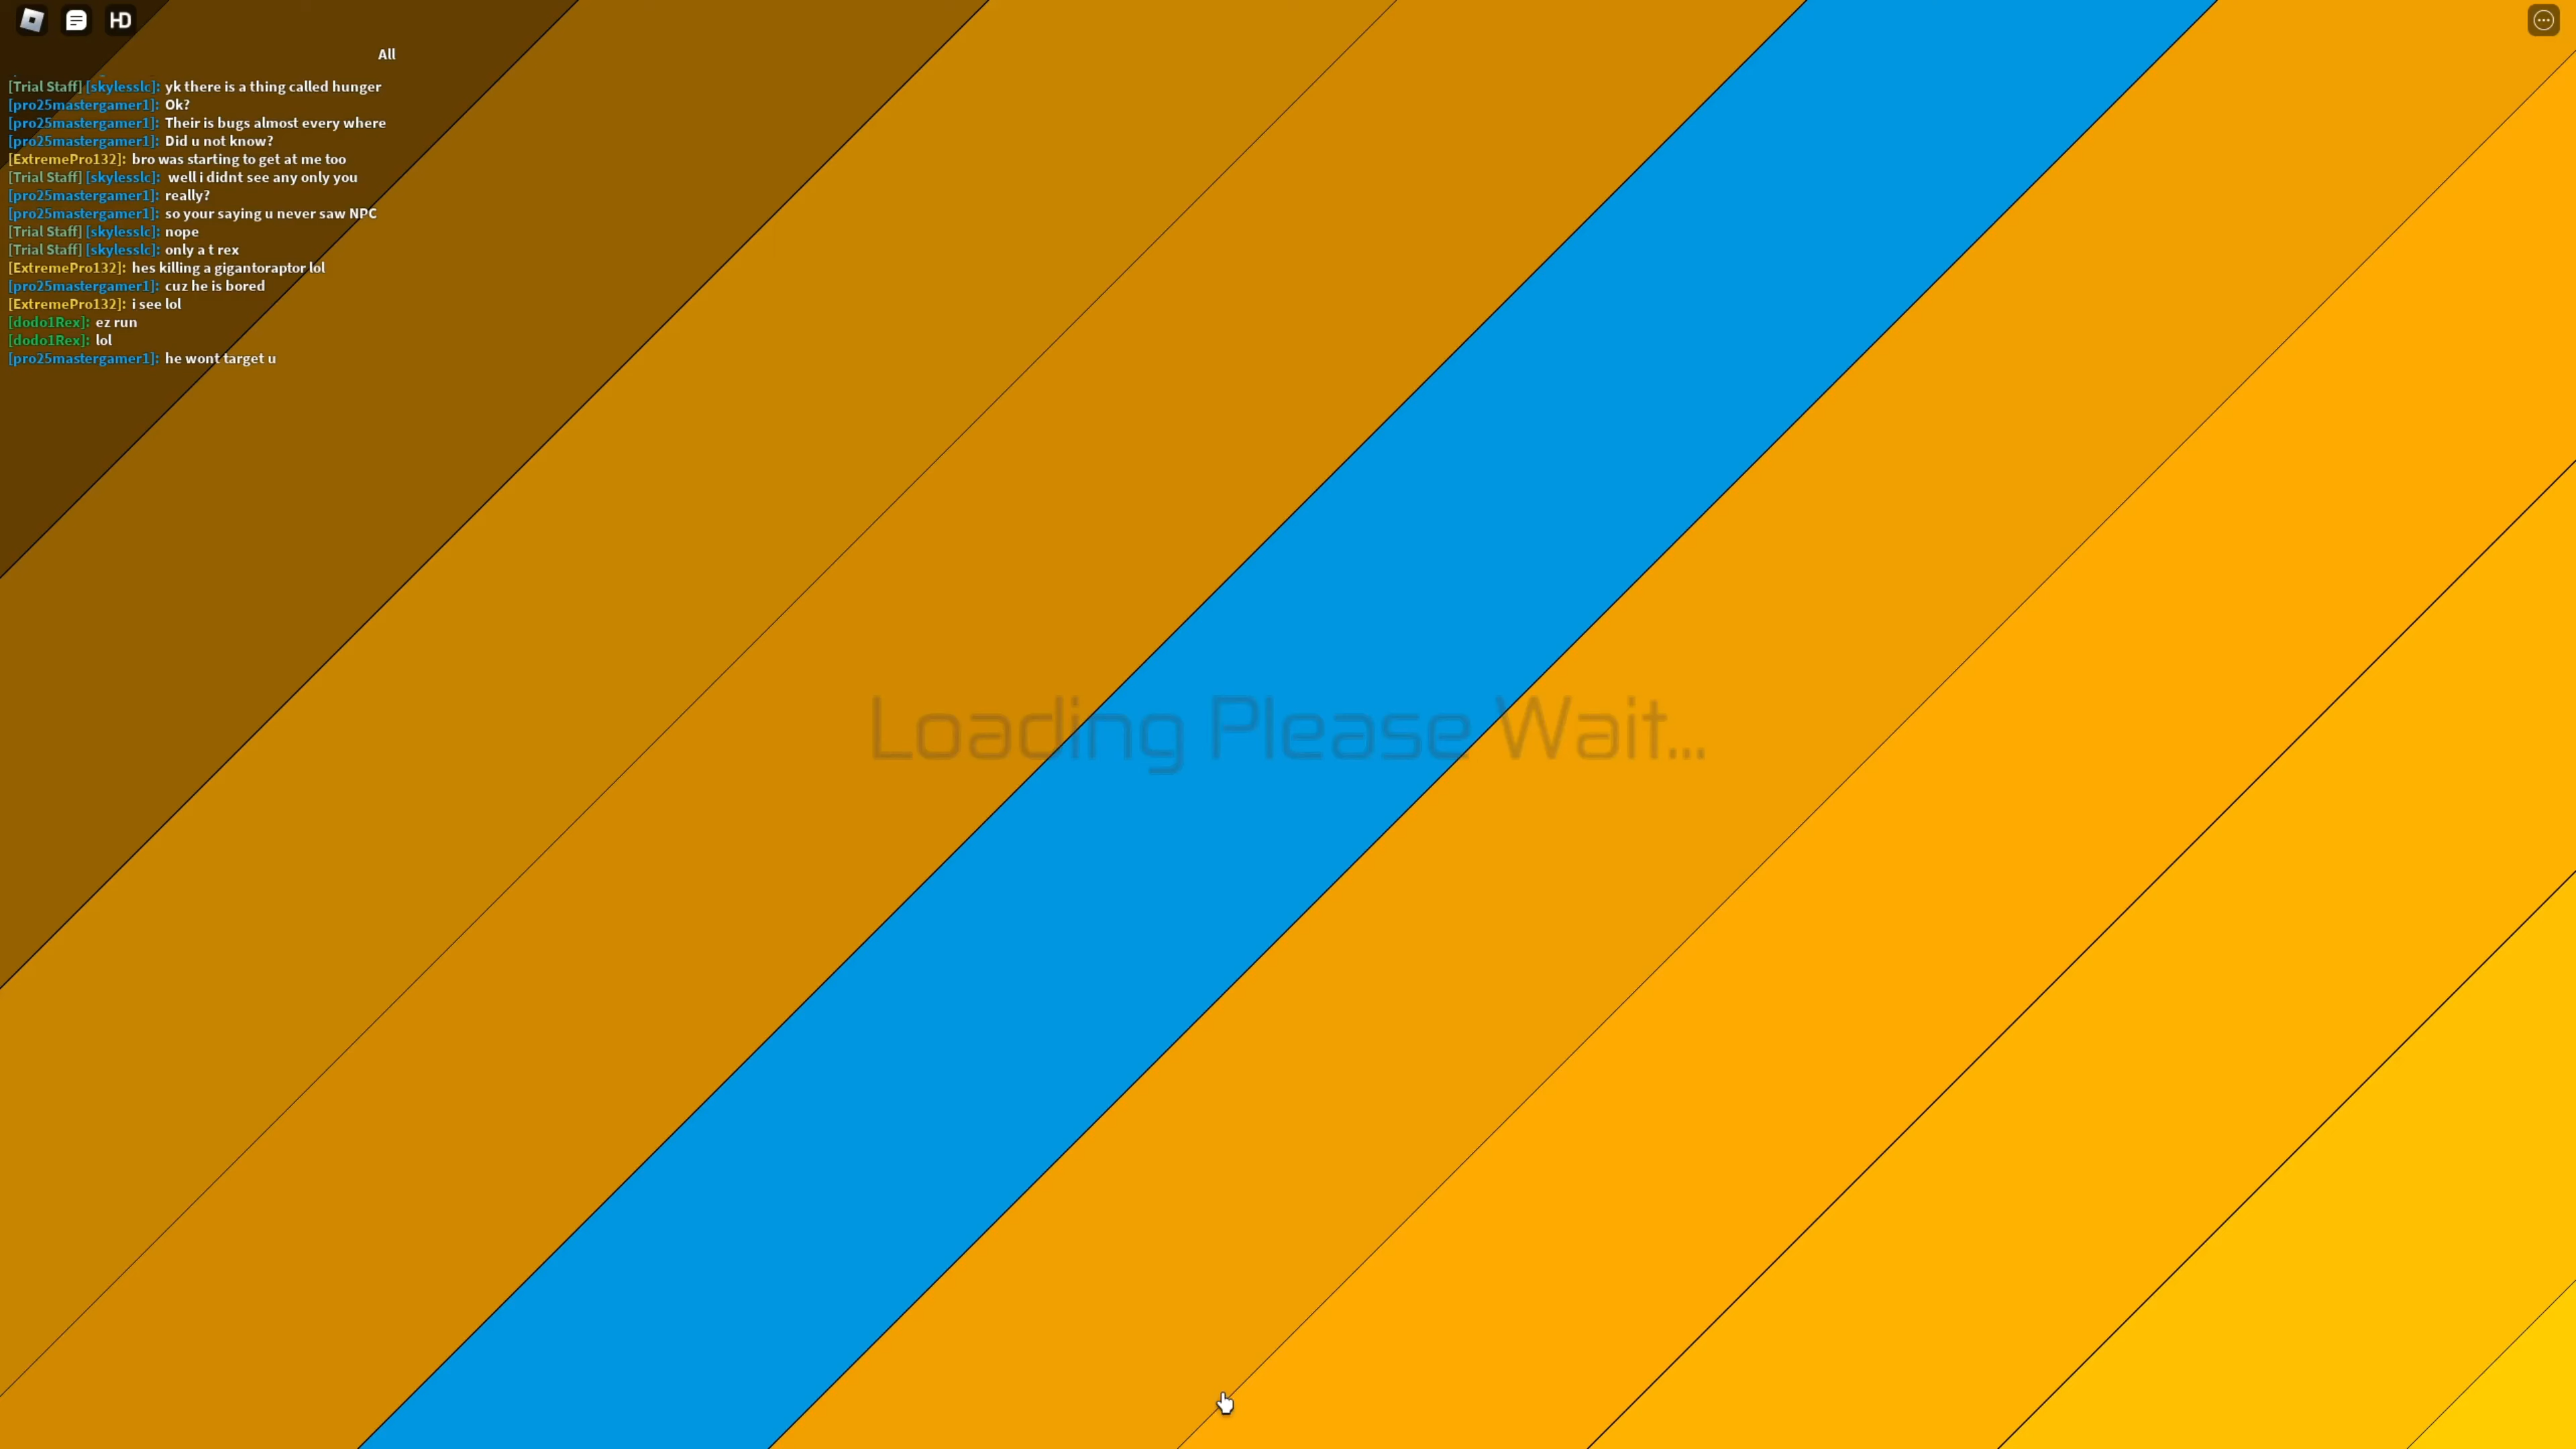 HD
All
[Trial Staff] [skylesslc]: yk there is a thing called hunger
[pro25mastergamer1]: Ok?
[pro25mastergamer1]: Their is bugs almost every where
[pro25mastergamer1]: Did u not know?
[ExtremePro132]: bro was starting to get at me too
[Trial Staff] [skylesslc]: well i didnt see any only you
[pro25mastergamer1]: really?
[pro25mastergamer1]: so your saying u never saw NPC
[Trial Staff] [skylesslc]: nope
[Trial Staff] [skylesslc]: only a t rex
[ExtremePro132]: hes killing a gigantoraptor lol
[pro25mastergamer1]: cuz he is bored
[ExtremePro132]: i see lol
[dodo1Rex]: ez run
[dodo1Rex]: lol
[pro25mastergamer1]: he wont target u
Loading Please Wait...